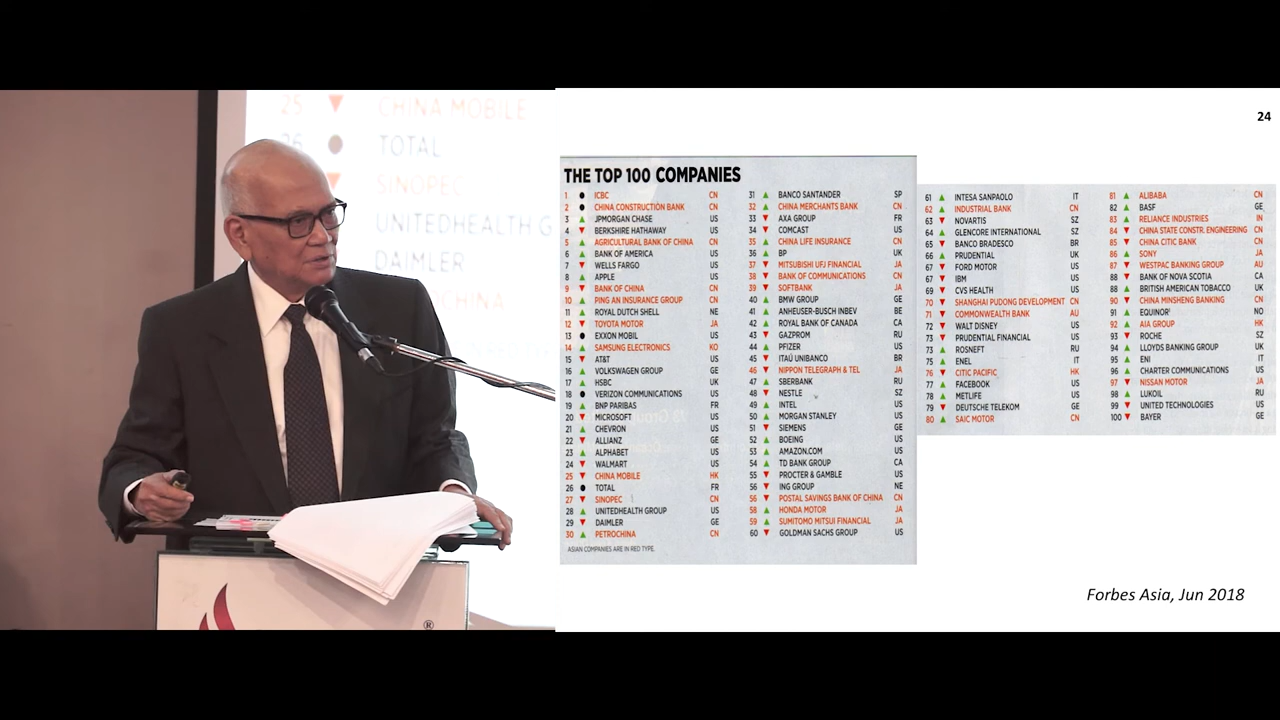 25 CHINA MOBILE
26 TOTAL
SINOPEC
UNITEDHEALTH G
DAIMLER
®
24
THE TOP 100 COMPANIES
1 ICBC CN
2 CHINA CONSTRUCTION BANK CN
3 JPMORGAN CHASE US
4 BERKSHIRE HATHAWAY US
5 AGRICULTURAL BANK OF CHINA CN
6 BANK OF AMERICA US
7 WELLS FARGO US
8 APPLE US
9 BANK OF CHINA CN
10 PING AN INSURANCE GROUP CN
11 ROYAL DUTCH SHELL NE
12 TOYOTA MOTOR JA
13 EXXON MOBIL US
14 SAMSUNG ELECTRONICS KO
15 AT&T US
16 VOLKSWAGEN GROUP GE
17 HSBC UK
18 VERIZON COMMUNICATIONS US
19 BNP PARIBAS FR
20 MICROSOFT US
21 CHEVRON US
22 ALLIANZ GE
23 ALPHABET US
24 WALMART US
25 CHINA MOBILE HK
26 TOTAL FR
27 SINOPEC CN
28 UNITEDHEALTH GROUP US
29 DAIMLER GE
30 PETROCHINA CN
ASIAN COMPANIES ARE IN RED TYPE.
31 BANCO SANTANDER SP
32 CHINA MERCHANTS BANK CN
33 AXA GROUP FR
34 COMCAST US
35 CHINA LIFE INSURANCE CN
36 BP UK
37 MITSUBISHI UFJ FINANCIAL JA
38 BANK OF COMMUNICATIONS CN
39 SOFTBANK JA
40 BMW GROUP GE
41 ANHEUSER-BUSCH INBEV BE
42 ROYAL BANK OF CANADA CA
43 GAZPROM RU
44 PFIZER US
45 ITAÚ UNIBANCO BR
46 NIPPON TELEGRAPH & TEL JA
47 SBERBANK RU
48 NESTLE SZ
49 INTEL US
50 MORGAN STANLEY US
51 SIEMENS GE
52 BOEING US
53 AMAZON.COM US
54 TD BANK GROUP CA
55 PROCTER & GAMBLE US
56 ING GROUP NE
56 POSTAL SAVINGS BANK OF CHINA CN
58 HONDA MOTOR JA
59 SUMITOMO MITSUI FINANCIAL JA
60 GOLDMAN SACHS GROUP US
61 INTESA SANPAOLO IT
62 INDUSTRIAL BANK CN
63 NOVARTIS SZ
64 GLENCORE INTERNATIONAL SZ
65 BANCO BRADESCO BR
66 PRUDENTIAL UK
67 FORD MOTOR US
67 IBM US
69 CVS HEALTH US
70 SHANGHAI PUDONG DEVELOPMENT CN
71 COMMONWEALTH BANK AU
72 WALT DISNEY US
73 PRUDENTIAL FINANCIAL US
73 ROSNEFT RU
75 ENEL IT
76 CITIC PACIFIC HK
77 FACEBOOK US
78 METLIFE US
79 DEUTSCHE TELEKOM GE
80 SAIC MOTOR CN
81 ALIBABA CN
82 BASF GE
83 RELIANCE INDUSTRIES IN
84 CHINA STATE CONSTR. ENGINEERING CN
85 CHINA CITIC BANK CN
86 SONY JA
87 WESTPAC BANKING GROUP AU
88 BANK OF NOVA SCOTIA CA
88 BRITISH AMERICAN TOBACCO UK
90 CHINA MINSHENG BANKING CN
91 EQUINOR¹ NO
92 AIA GROUP HK
93 ROCHE SZ
94 LLOYDS BANKING GROUP UK
95 ENI IT
96 CHARTER COMMUNICATIONS US
97 NISSAN MOTOR JA
98 LUKOIL RU
99 UNITED TECHNOLOGIES US
100 BAYER GE
Forbes Asia, Jun 2018